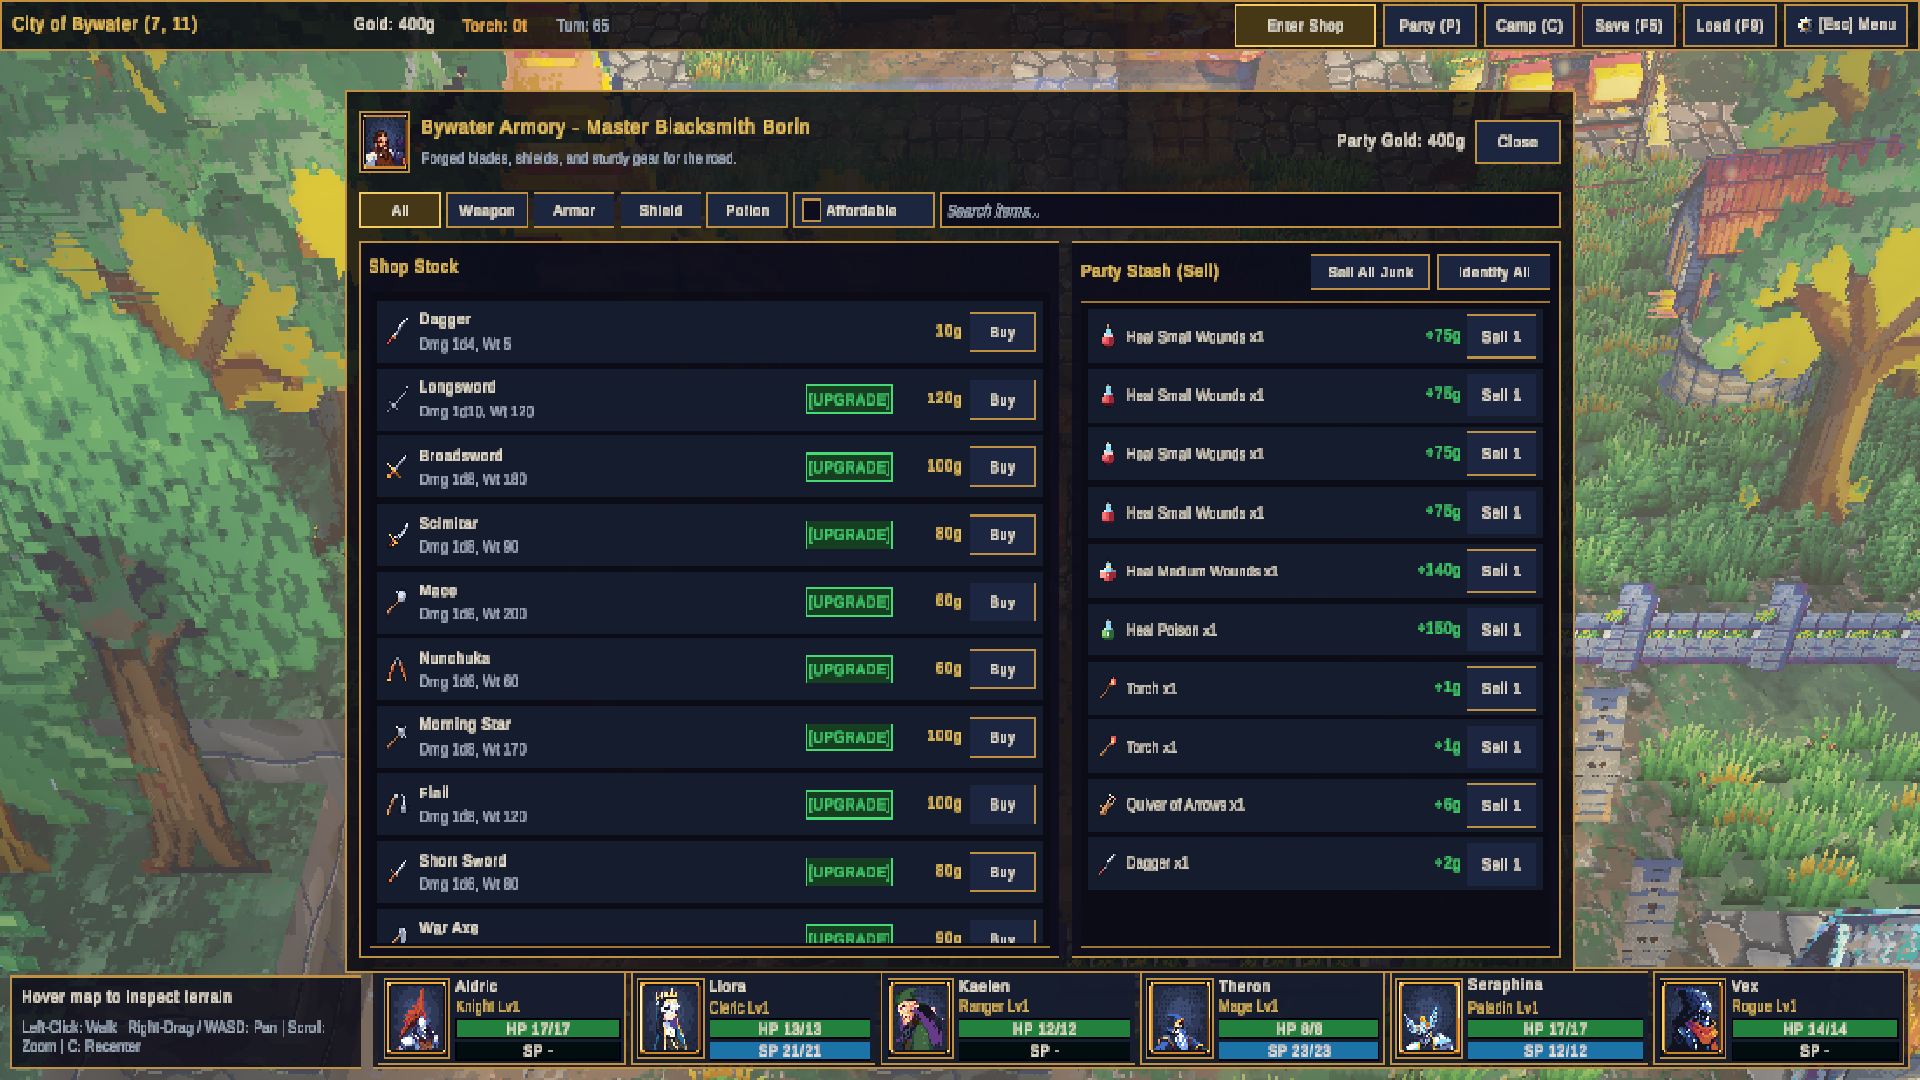 City of Bywater (7, 11)
Gold: 400g
Torch: 0t
Turn: 65
Enter Shop
Party (P)
Camp (C)
Save (F5)
Load (F9)
[Esc] Menu
Bywater Armory - Master Blacksmith Borin
Forged blades, shields, and sturdy gear for the road.
Party Gold: 400g
Close
All
Weapon
Armor
Shield
Potion
Affordable
Search items...
Shop Stock
Dagger
Dmg 1d4, Wt 5
10g
Buy
Longsword
Dmg 1d10, Wt 120
[UPGRADE]
120g
Buy
Broadsword
Dmg 1d8, Wt 180
[UPGRADE]
100g
Buy
Scimitar
Dmg 1d8, Wt 90
[UPGRADE]
80g
Buy
Mace
Dmg 1d6, Wt 200
[UPGRADE]
60g
Buy
Nunchuka
Dmg 1d6, Wt 60
[UPGRADE]
60g
Buy
Morning Star
Dmg 1d8, Wt 170
[UPGRADE]
100g
Buy
Flail
Dmg 1d8, Wt 120
[UPGRADE]
100g
Buy
Short Sword
Dmg 1d6, Wt 80
[UPGRADE]
80g
Buy
War Axe
[UPGRADE]
90g
Buy
Party Stash (Sell)
Sell All Junk
Identify All
Heal Small Wounds x1
+75g
Sell 1
Heal Small Wounds x1
+75g
Sell 1
Heal Small Wounds x1
+75g
Sell 1
Heal Small Wounds x1
+75g
Sell 1
Heal Medium Wounds x1
+140g
Sell 1
Heal Poison x1
+150g
Sell 1
Torch x1
+1g
Sell 1
Torch x1
+1g
Sell 1
Quiver of Arrows x1
+6g
Sell 1
Dagger x1
+2g
Sell 1
Hover map to inspect terrain
Left-Click: Walk Right-Drag / WASD: Pan | Scroll:
Zoom | C: Recenter
Aldric
Knight Lv1
HP 17/17
SP -
Liora
Cleric Lv1
HP 13/13
SP 21/21
Kaelen
Ranger Lv1
HP 12/12
SP -
Theron
Mage Lv1
HP 8/8
SP 23/23
Seraphina
Paladin Lv1
HP 17/17
SP 12/12
Vex
Rogue Lv1
HP 14/14
SP -